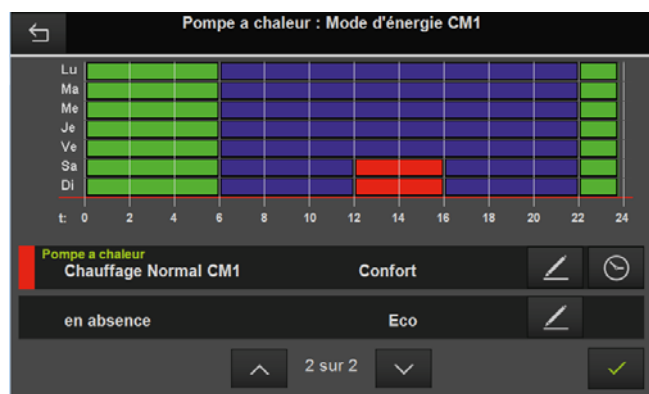 Pompe a chaleur : Mode d'énergie CM1
Lu
Ma
Me
Je
Ve
Sa
Di
t: 0 2 4 6 8 10 12 14 16 18 20 22 24
Pompe a chaleur
Chauffage Normal CM1 Confort
en absence Eco
2 sur 2